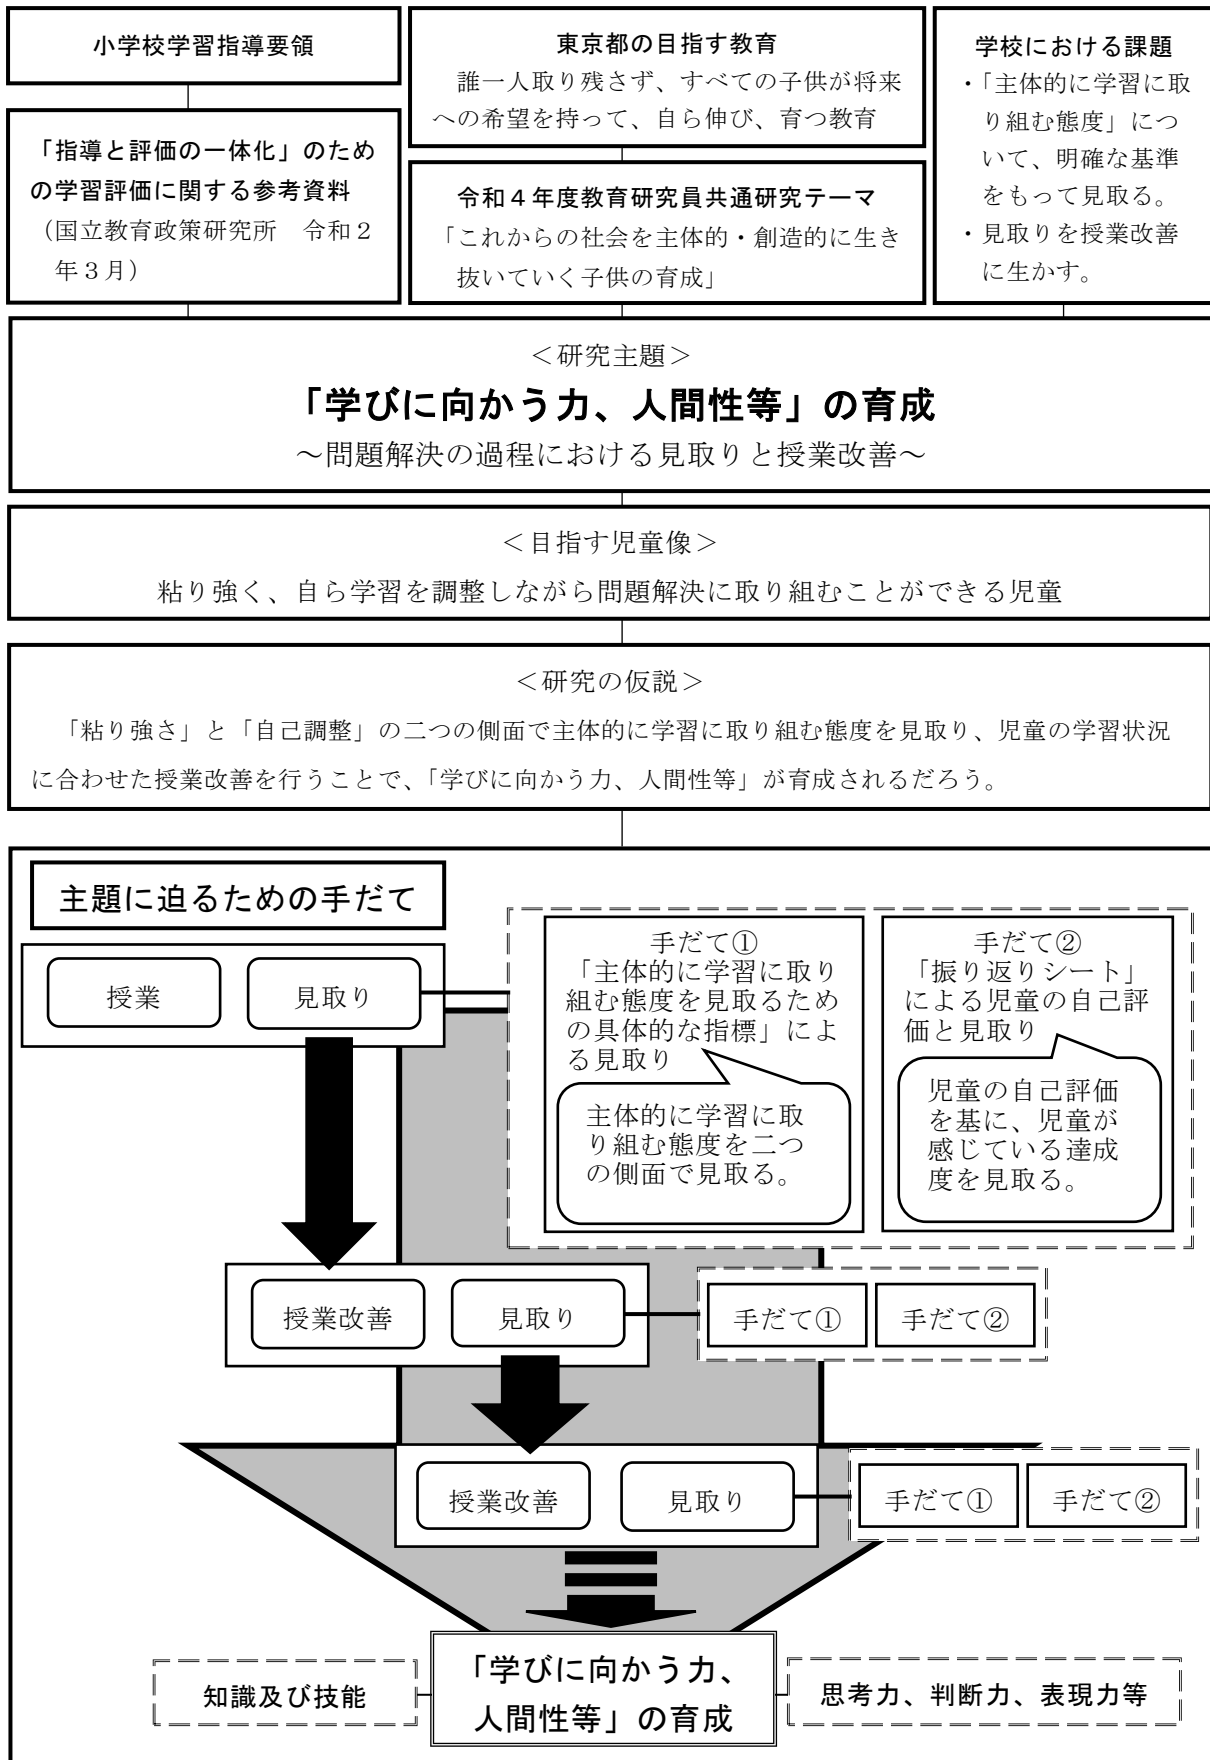 小学校学習指導要領
「指導と評価の一体化」のため
の学習評価に関する参考資料
（国立教育政策研究所　令和２
年３月）
東京都の目指す教育
誰一人取り残さず、すべての子供が将来
への希望を持って、自ら伸び、育つ教育
令和４年度教育研究員共通研究テーマ
「これからの社会を主体的・創造的に生き
抜いていく子供の育成」
学校における課題
・「主体的に学習に取
り組む態度」につ
いて、明確な基準
をもって見取る。
・見取りを授業改善
に生かす。
＜研究主題＞
「学びに向かう力、人間性等」の育成
～問題解決の過程における見取りと授業改善～
＜目指す児童像＞
粘り強く、自ら学習を調整しながら問題解決に取り組むことができる児童
＜研究の仮説＞
「粘り強さ」と「自己調整」の二つの側面で主体的に学習に取り組む態度を見取り、児童の学習状況
に合わせた授業改善を行うことで、「学びに向かう力、人間性等」が育成されるだろう。
主題に迫るための手だて
授業
見取り
手だて①
「主体的に学習に取り
組む態度を見取るため
の具体的な指標」によ
る見取り
主体的に学習に取
り組む態度を二つ
の側面で見取る。
手だて②
「振り返りシート」
による児童の自己評
価と見取り
児童の自己評価
を基に、児童が
感じている達成
度を見取る。
授業改善
見取り
手だて①
手だて②
授業改善
見取り
手だて①
手だて②
知識及び技能
「学びに向かう力、
人間性等」の育成
思考力、判断力、表現力等